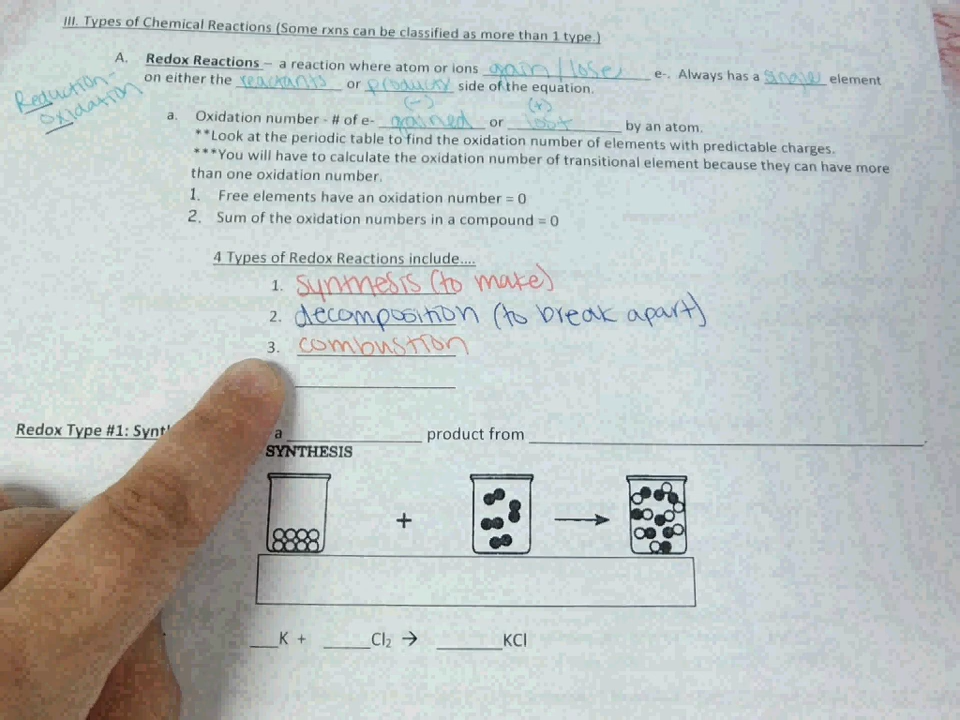 III. Types of Chemical Reactions (Some rxns can be classified as more than 1 type.)
A. Redox Reactions – a reaction where atom or ions gain / lose e-. Always has a single element
on either the reactants or products side of the equation.
Reduction-
Oxidation
(-) (+)
a. Oxidation number - # of e- gained or lost by an atom.
**Look at the periodic table to find the oxidation number of elements with predictable charges.
***You will have to calculate the oxidation number of transitional element because they can have more
than one oxidation number.
1. Free elements have an oxidation number = 0
2. Sum of the oxidation numbers in a compound = 0
4 Types of Redox Reactions include....
1. synthesis (to make)
2. decomposition (to break apart)
3. combustion
Redox Type #1: a ____ product from ____.
SYNTHESIS
+ →
___K + ____Cl₂ → _____KCl